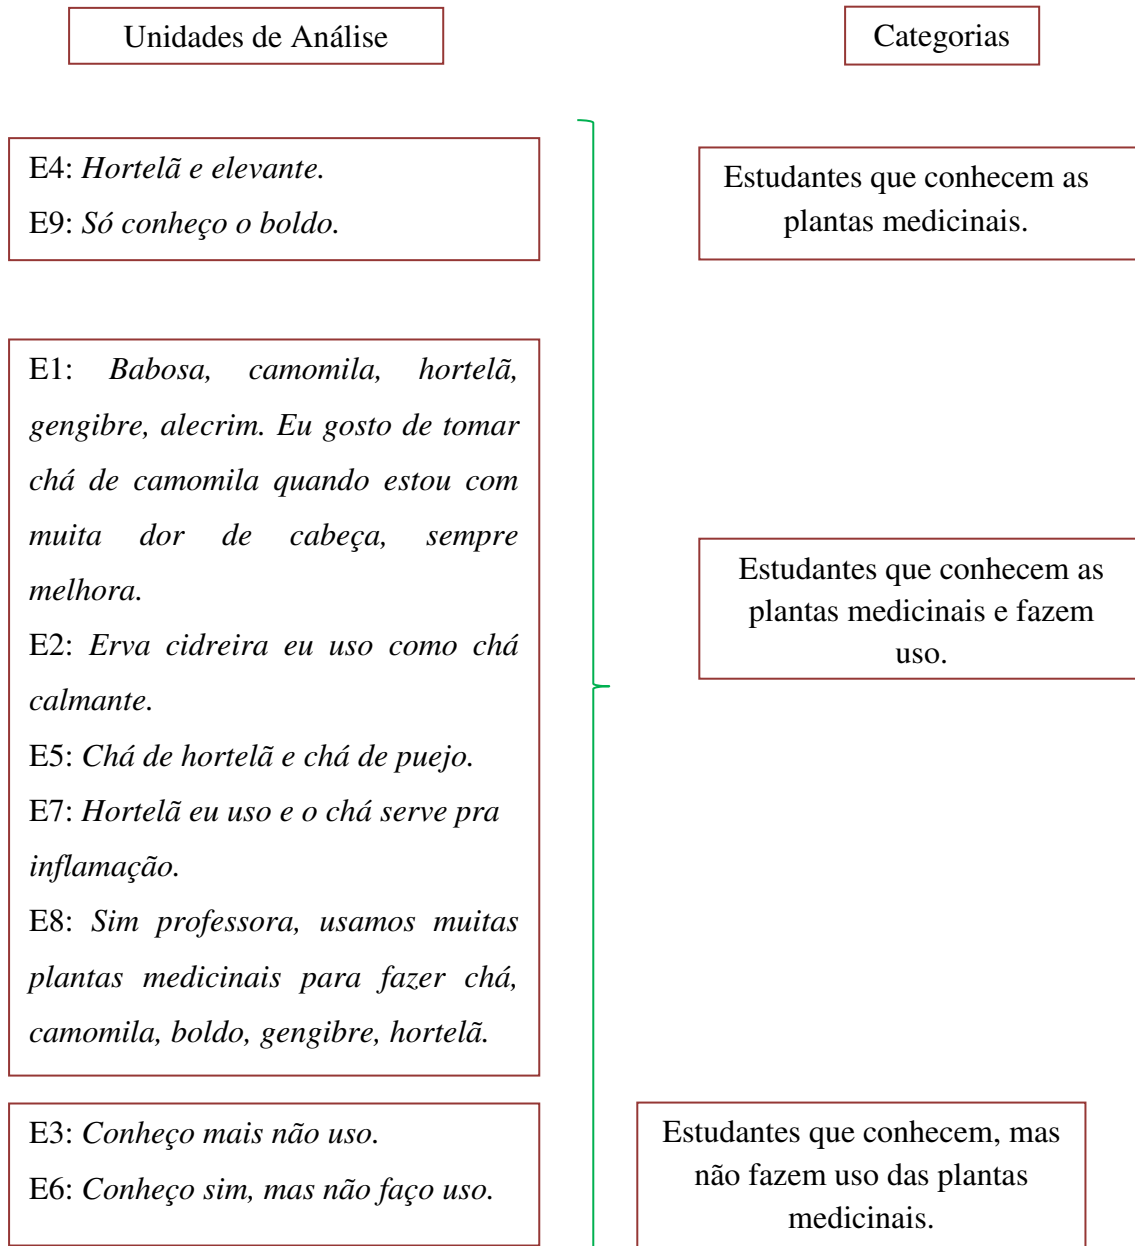 Unidades de Análise
Categorias
E4: Hortelã e elevante.
E9: Só conheço o boldo.
Estudantes que conhecem as
plantas medicinais.
E1: Babosa, camomila, hortelã,
gengibre, alecrim. Eu gosto de tomar
chá de camomila quando estou com
muita dor de cabeça, sempre
melhora.
E2: Erva cidreira eu uso como chá
calmante.
E5: Chá de hortelã e chá de puejo.
E7: Hortelã eu uso e o chá serve pra
inflamação.
E8: Sim professora, usamos muitas
plantas medicinais para fazer chá,
camomila, boldo, gengibre, hortelã.
Estudantes que conhecem as
plantas medicinais e fazem
uso.
E3: Conheço mais não uso.
E6: Conheço sim, mas não faço uso.
Estudantes que conhecem, mas
não fazem uso das plantas
medicinais.